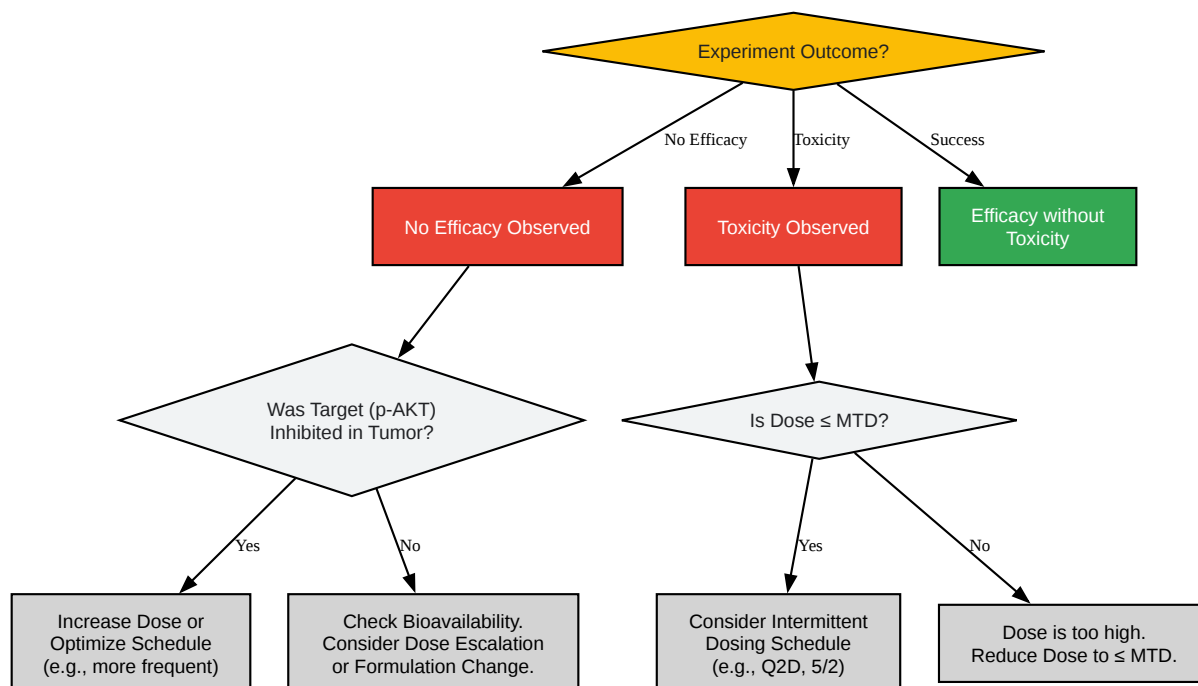 Experiment Outcome?
No Efficacy
Toxicity
Success
No Efficacy Observed
Toxicity Observed
Efficacy without
Toxicity
Was Target (p-AKT)
Inhibited in Tumor?
Is Dose ≤ MTD?
Yes
No
Yes
No
Increase Dose or
Optimize Schedule
(e.g., more frequent)
Check Bioavailability.
Consider Dose Escalation
or Formulation Change.
Consider Intermittent
Dosing Schedule
(e.g., Q2D, 5/2)
Dose is too high.
Reduce Dose to ≤ MTD.